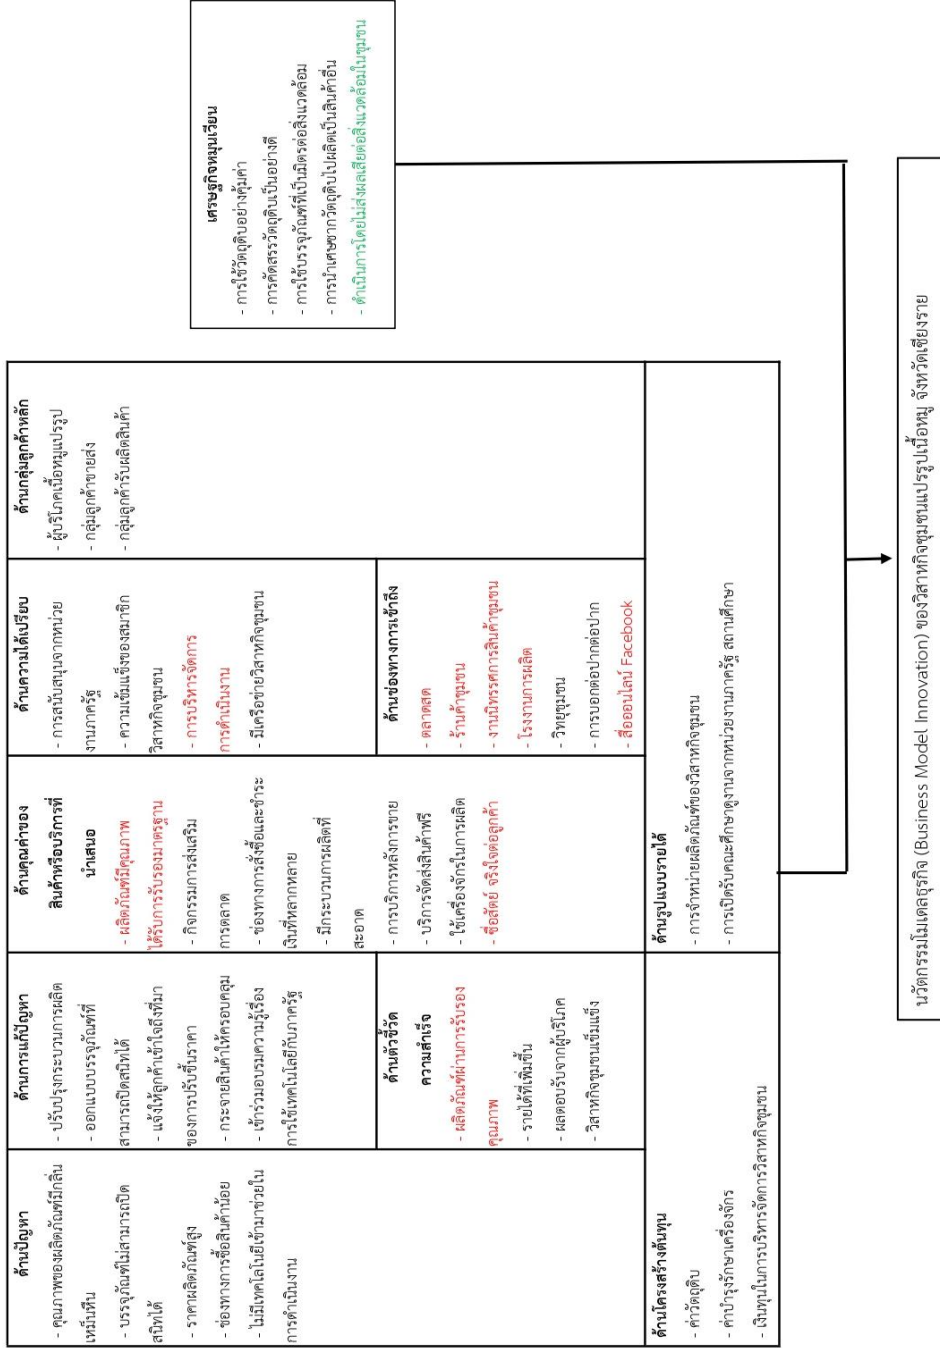 ด้านปัญหา
- คุณภาพของผลิตภัณฑ์มีกลิ่น
เหม็นหืน
- บรรจุภัณฑ์ไม่สามารถปิด
สนิทได้
- ราคาผลิตภัณฑ์สูง
- ช่องทางการซื้อสินค้าน้อย
- ไม่มีเทคโลโนยีเข้ามาช่วยใน
การดำเนินงาน
ด้านการแก้ปัญหา
- ปรับปรุงกระบวนการผลิต
- ออกแบบบรรจุภัณฑ์ที่
สามารถปิดสนิทได้
- แจ้งให้ลูกค้าเข้าใจถึงที่มา
ของการปรับขึ้นราคา
- กระจายสินค้าให้ครอบคลุม
- เข้าร่วมอบรมความรู้เรื่อง
การใช้เทคโนโลยีกับภาครัฐ
ด้านตัวชี้วัด
ความสำเร็จ
- ผลิตภัณฑ์ผ่านการรับรอง
คุณภาพ
- รายได้ที่เพิ่มขึ้น
- ผลตอบรับจากผู้บริโภค
- วิสาหกิจชุมชนเข้มแข็ง
ด้านคุณค่าของ
สินค้าหรือบริการที่
นำเสนอ
- ผลิตภัณฑ์มีคุณภาพ
ได้รับการรับรองมาตรฐาน
- กิจกรรมการส่งเสริม
การตลาด
- ช่องทางการสั่งซื้อและชำระ
เงินที่หลากหลาย
- มีกระบวนการผลิตที่
สะอาด
- การบริการหลังการขาย
- บริการจัดส่งสินค้าฟรี
- ใช้เครื่องจักรในการผลิต
- ซื่อสัตย์ จริงใจต่อลูกค้า
ด้านความได้เปรียบ
- การสนับสนุนจากหน่วย
งานภาครัฐ
- ความเข้มแข็งของสมาชิก
วิสาหกิจชุมชน
- การบริหารจัดการ
การดำเนินงาน
- มีเครือข่ายวิสาหกิจชุมชน
ด้านช่องทางการเข้าถึง
- ตลาดสด
- ร้านค้าชุมชน
- งานนิทรรศการสินค้าชุมชน
- โรงงานการผลิต
- วิทยุชุมชน
- การบอกต่อปากต่อปาก
- สื่อออนไลน์ Facebook
ด้านกลุ่มลูกค้าหลัก
- ผู้บริโภคเนื้อหมูแปรรูป
- กลุ่มลูกค้าขายส่ง
- กลุ่มลูกค้ารับผลิตสินค้า
ด้านโครงสร้างต้นทุน
- ค่าวัตถุดิบ
- ค่าบำรุงรักษาเครื่องจักร
- เงินทุนในการบริหารจัดการวิสาหกิจชุมชน
ด้านรูปแบบรายได้
- การจำหน่ายผลิตภัณฑ์ของวิสาหกิจชุมชน
- การเปิดรับคณะศึกษาดูงานจากหน่วยงานภาครัฐ สถานศึกษา
เศรษฐกิจหมุนเวียน
- การใช้วัตถุดิบอย่างคุ้มค่า
- การคัดสรรวัตถุดิบเป็นอย่างดี
- การใช้บรรจุภัณฑ์ที่เป็นมิตรต่อสิ่งแวดล้อม
- การนำเศษซากวัตถุดิบไปผลิตเป็นสินค้าอื่น
- ดำเนินการโดยไม่ส่งผลเสียต่อสิ่งแวดล้อมในชุมชน
นวัตกรรมโมเดลธุรกิจ (Business Model Innovation) ของวิสาหกิจชุมชนแปรรูปเนื้อหมู จังหวัดเชียงราย